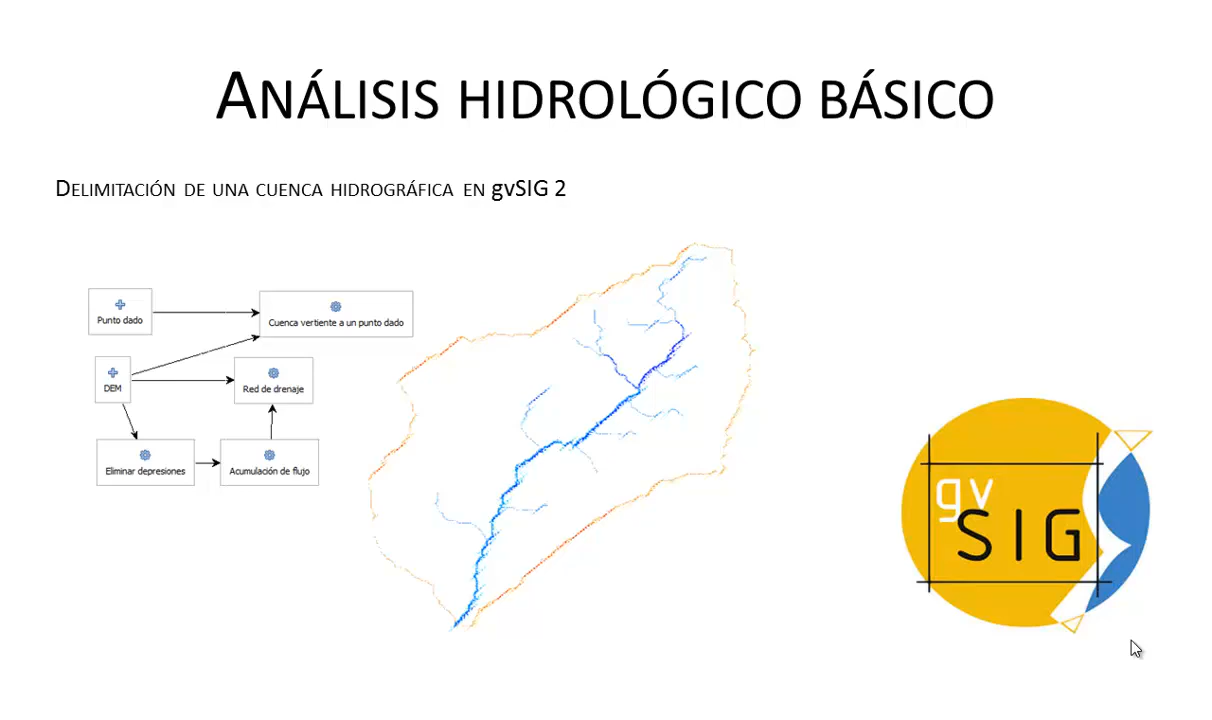 ANÁLISIS HIDROLÓGICO BÁSICO
DELIMITACIÓN DE UNA CUENCA HIDROGRÁFICA EN gvSIG 2
Punto dado
Cuenca vertiente a un punto dado
DEM
Red de drenaje
Eliminar depresiones
Acumulación de flujo
gv
SIG